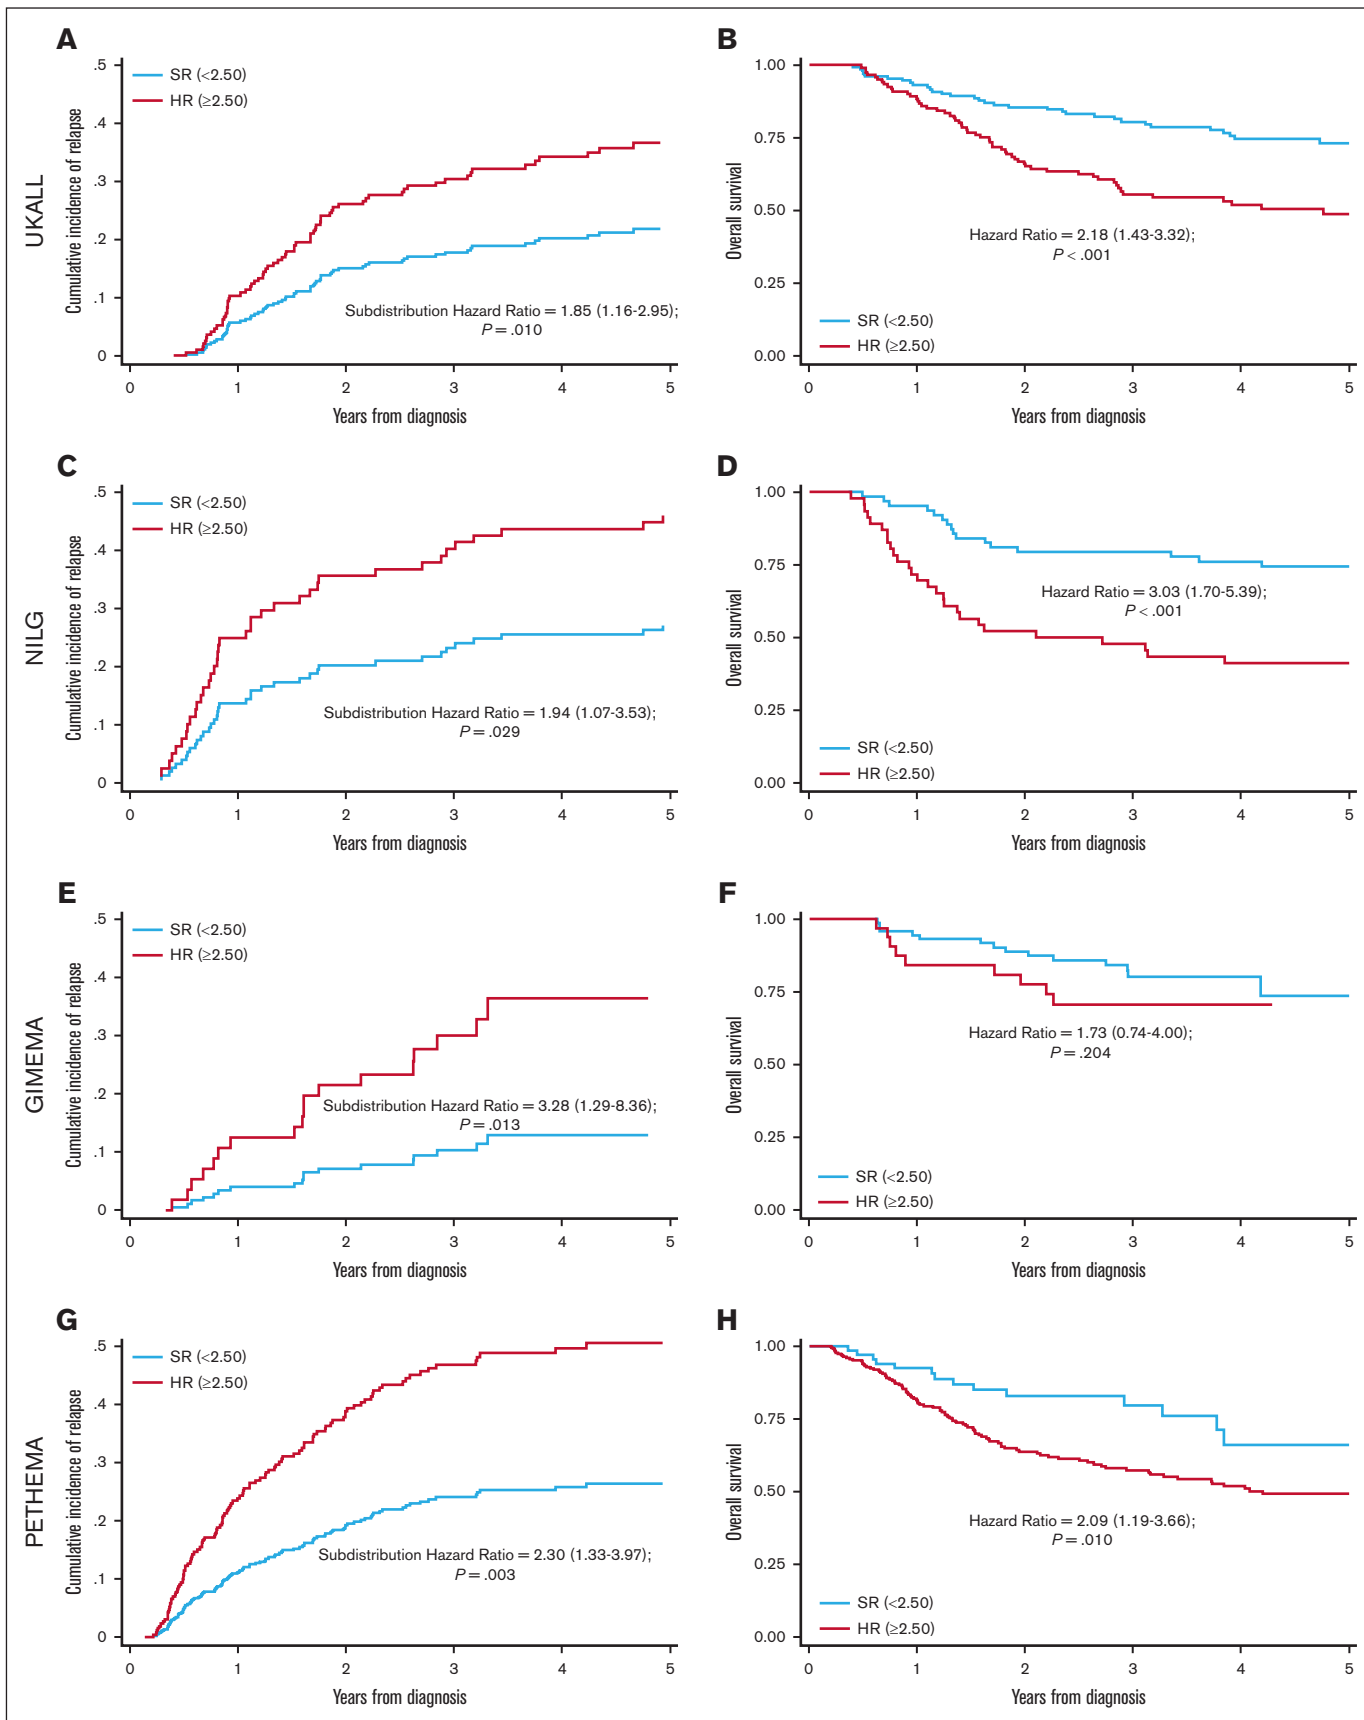 A
UKALL
Cumulative incidence of relapse
.5
.4
.3
.2
.1
0
SR (<2.50)
HR (≥2.50)
Subdistribution Hazard Ratio = 1.85 (1.16-2.95);
P = .010
0 1 2 3 4 5
Years from diagnosis
B
Overall survival
1.00
0.75
0.50
0.25
0.00
Hazard Ratio = 2.18 (1.43-3.32);
P < .001
SR (<2.50)
HR (≥2.50)
0 1 2 3 4 5
Years from diagnosis
C
NILG
Cumulative incidence of relapse
.5
.4
.3
.2
.1
0
SR (<2.50)
HR (≥2.50)
Subdistribution Hazard Ratio = 1.94 (1.07-3.53);
P = .029
0 1 2 3 4 5
Years from diagnosis
D
Overall survival
1.00
0.75
0.50
0.25
0.00
Hazard Ratio = 3.03 (1.70-5.39);
P < .001
SR (<2.50)
HR (≥2.50)
0 1 2 3 4 5
Years from diagnosis
E
GIMEMA
Cumulative incidence of relapse
.5
.4
.3
.2
.1
0
SR (<2.50)
HR (≥2.50)
Subdistribution Hazard Ratio = 3.28 (1.29-8.36);
P = .013
0 1 2 3 4 5
Years from diagnosis
F
Overall survival
1.00
0.75
0.50
0.25
0.00
Hazard Ratio = 1.73 (0.74-4.00);
P = .204
SR (<2.50)
HR (≥2.50)
0 1 2 3 4 5
Years from diagnosis
G
PETHEMA
Cumulative incidence of relapse
.5
.4
.3
.2
.1
0
SR (<2.50)
HR (≥2.50)
Subdistribution Hazard Ratio = 2.30 (1.33-3.97);
P = .003
0 1 2 3 4 5
Years from diagnosis
H
Overall survival
1.00
0.75
0.50
0.25
0.00
Hazard Ratio = 2.09 (1.19-3.66);
P = .010
SR (<2.50)
HR (≥2.50)
0 1 2 3 4 5
Years from diagnosis